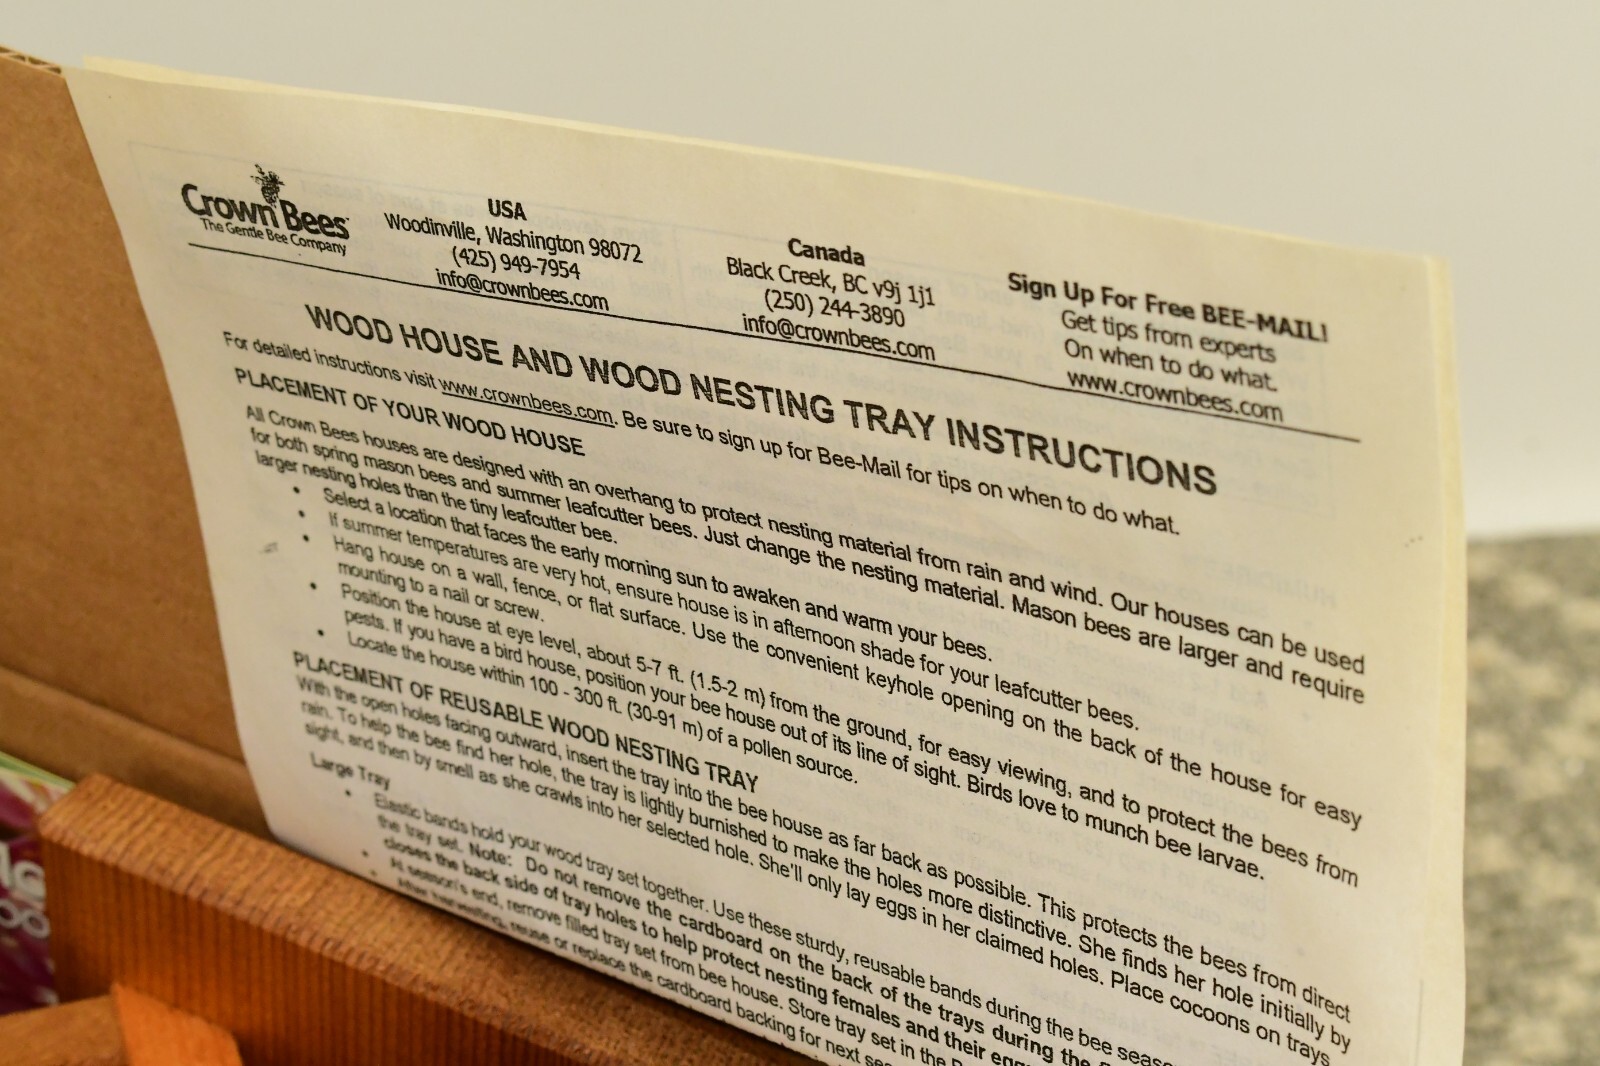 Crown Bees
The Gentle Bee Company
USA
Woodinville, Washington 98072
(425) 949-7954
info@crownbees.com
Canada
Black Creek, BC v9j 1j1
(250) 244-3890
info@crownbees.com
Sign Up For Free BEE-MAIL!
Get tips from experts
On when to do what.
www.crownbees.com
WOOD HOUSE AND WOOD NESTING TRAY INSTRUCTIONS
For detailed instructions visit www.crownbees.com. Be sure to sign up for Bee-Mail for tips on when to do what.
PLACEMENT OF YOUR WOOD HOUSE
All Crown Bees houses are designed with an overhang to protect nesting material from rain and wind. Our houses can be used
for both spring mason bees and summer leafcutter bees. Just change the nesting material. Mason bees are larger and require
larger nesting holes than the tiny leafcutter bee.
• Select a location that faces the early morning sun to awaken and warm your bees.
• If summer temperatures are very hot, ensure house is in afternoon shade for your leafcutter bees.
• Hang house on a wall, fence, or flat surface. Use the convenient keyhole opening on the back of the house for easy
mounting to a nail or screw.
• Position the house at eye level, about 5-7 ft. (1.5-2 m) from the ground, for easy viewing, and to protect the bees from
pests. If you have a bird house, position your bee house out of its line of sight. Birds love to munch bee larvae.
• Locate the house within 100 - 300 ft. (30-91 m) of a pollen source.
PLACEMENT OF REUSABLE WOOD NESTING TRAY
With the open holes facing outward, insert the tray into the bee house as far back as possible. This protects the bees from direct
rain. To help the bee find her hole, the tray is lightly burnished to make the holes more distinctive. She finds her hole initially by
sight, and then by smell as she crawls into her selected hole. She'll only lay eggs in her claimed holes. Place cocoons on trays
Large Tray
• Elastic bands hold your wood tray set together. Use these sturdy, reusable bands during the bee seas
the tray set. Note: Do not remove the cardboard on the back of the trays during the
closes the back side of tray holes to help protect nesting females and their
• At season's end, remove filled tray set from bee house. Store tray set in the
• After harvesting, reuse or replace the cardboard backing for next